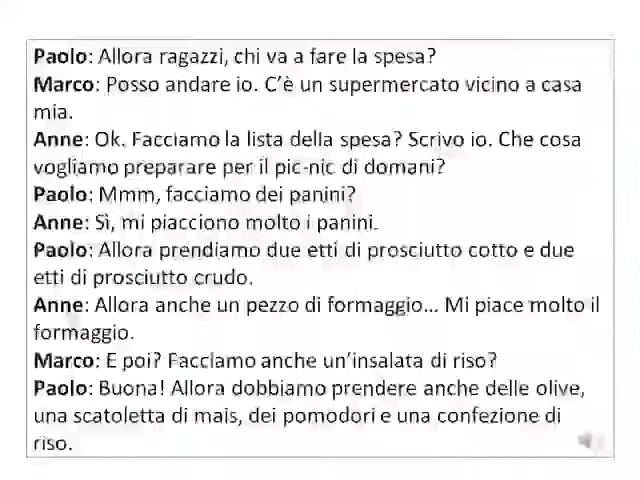 Paolo: Allora ragazzi, chi va a fare la spesa?
Marco: Posso andare io. C'è un supermercato vicino a casa
mia.
Anne: Ok. Facciamo la lista della spesa? Scrivo io. Che cosa
vogliamo preparare per il pic-nic di domani?
Paolo: Mmm, facciamo dei panini?
Anne: Sì, mi piacciono molto i panini.
Paolo: Allora prendiamo due etti di prosciutto cotto e due
etti di prosciutto crudo.
Anne: Allora anche un pezzo di formaggio... Mi piace molto il
formaggio.
Marco: E poi? Facciamo anche un'insalata di riso?
Paolo: Buona! Allora dobbiamo prendere anche delle olive,
una scatoletta di mais, dei pomodori e una confezione di
riso.